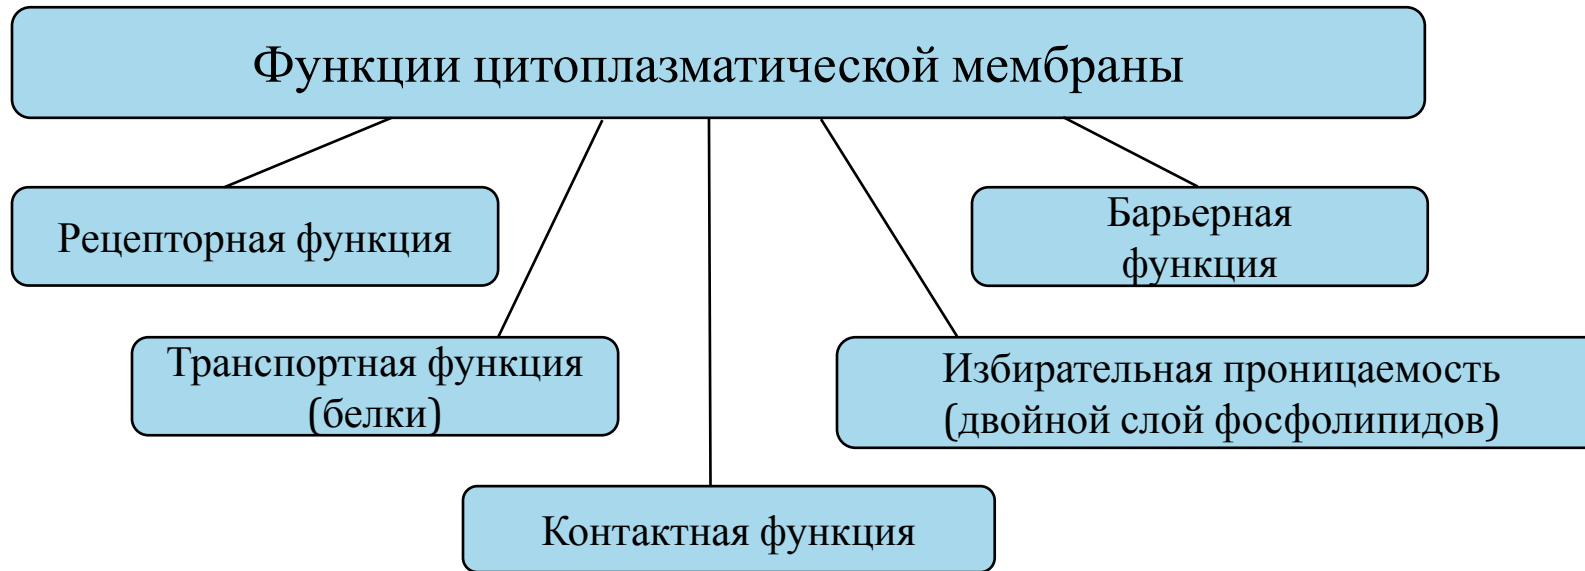 Функции цитоплазматической мембраны
Рецепторная функция
Барьерная
функция
Транспортная функция
(белки)
Избирательная проницаемость
(двойной слой фосфолипидов)
Контактная функция